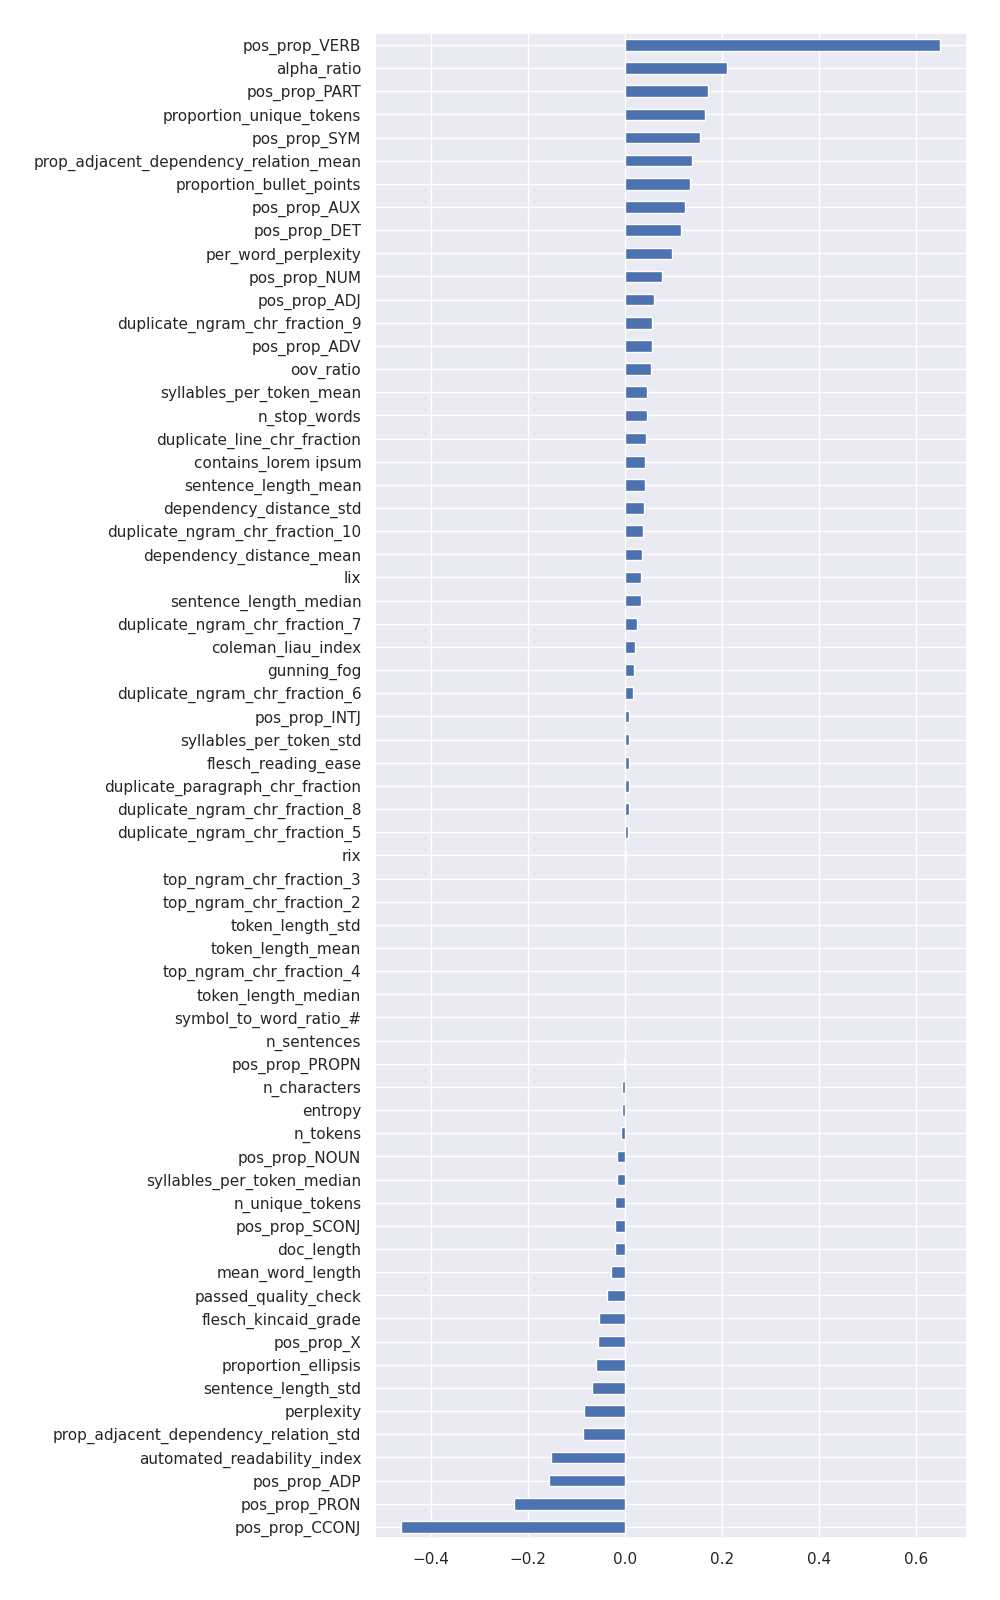 pos_prop_VERB
alpha_ratio
pos_prop_PART
proportion_unique_tokens
pos_prop_SYM
prop_adjacent_dependency_relation_mean
proportion_bullet_points
pos_prop_AUX
pos_prop_DET
per_word_perplexity
pos_prop_NUM
pos_prop_ADJ
duplicate_ngram_chr_fraction_9
pos_prop_ADV
oov_ratio
syllables_per_token_mean
n_stop_words
duplicate_line_chr_fraction
contains_lorem ipsum
sentence_length_mean
dependency_distance_std
duplicate_ngram_chr_fraction_10
dependency_distance_mean
lix
sentence_length_median
duplicate_ngram_chr_fraction_7
coleman_liau_index
gunning_fog
duplicate_ngram_chr_fraction_6
pos_prop_INTJ
syllables_per_token_std
flesch_reading_ease
duplicate_paragraph_chr_fraction
duplicate_ngram_chr_fraction_8
duplicate_ngram_chr_fraction_5
rix
top_ngram_chr_fraction_3
top_ngram_chr_fraction_2
token_length_std
token_length_mean
top_ngram_chr_fraction_4
token_length_median
symbol_to_word_ratio_#
n_sentences
pos_prop_PROPN
n_characters
entropy
n_tokens
pos_prop_NOUN
syllables_per_token_median
n_unique_tokens
pos_prop_SCONJ
doc_length
mean_word_length
passed_quality_check
flesch_kincaid_grade
pos_prop_X
proportion_ellipsis
sentence_length_std
perplexity
prop_adjacent_dependency_relation_std
automated_readability_index
pos_prop_ADP
pos_prop_PRON
pos_prop_CCONJ
−0.4 −0.2 0.0 0.2 0.4 0.6